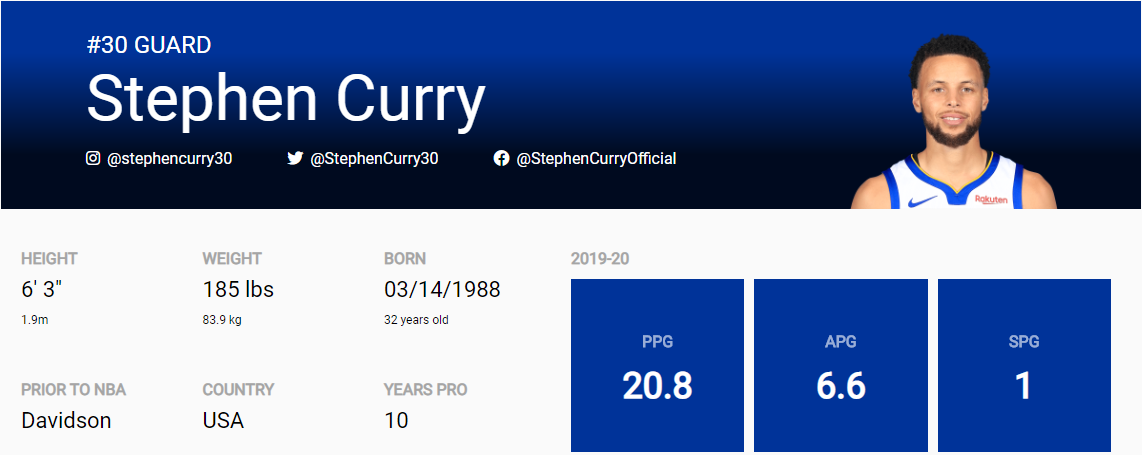 #30 GUARD
Stephen Curry
@stephencurry30 @StephenCurry30 @StephenCurryOfficial
Rakuten
HEIGHT WEIGHT BORN 2019-20
6' 3" 185 lbs 03/14/1988
1.9m 83.9 kg 32 years old
PPG APG SPG
20.8 6.6 1
PRIOR TO NBA COUNTRY YEARS PRO
Davidson USA 10